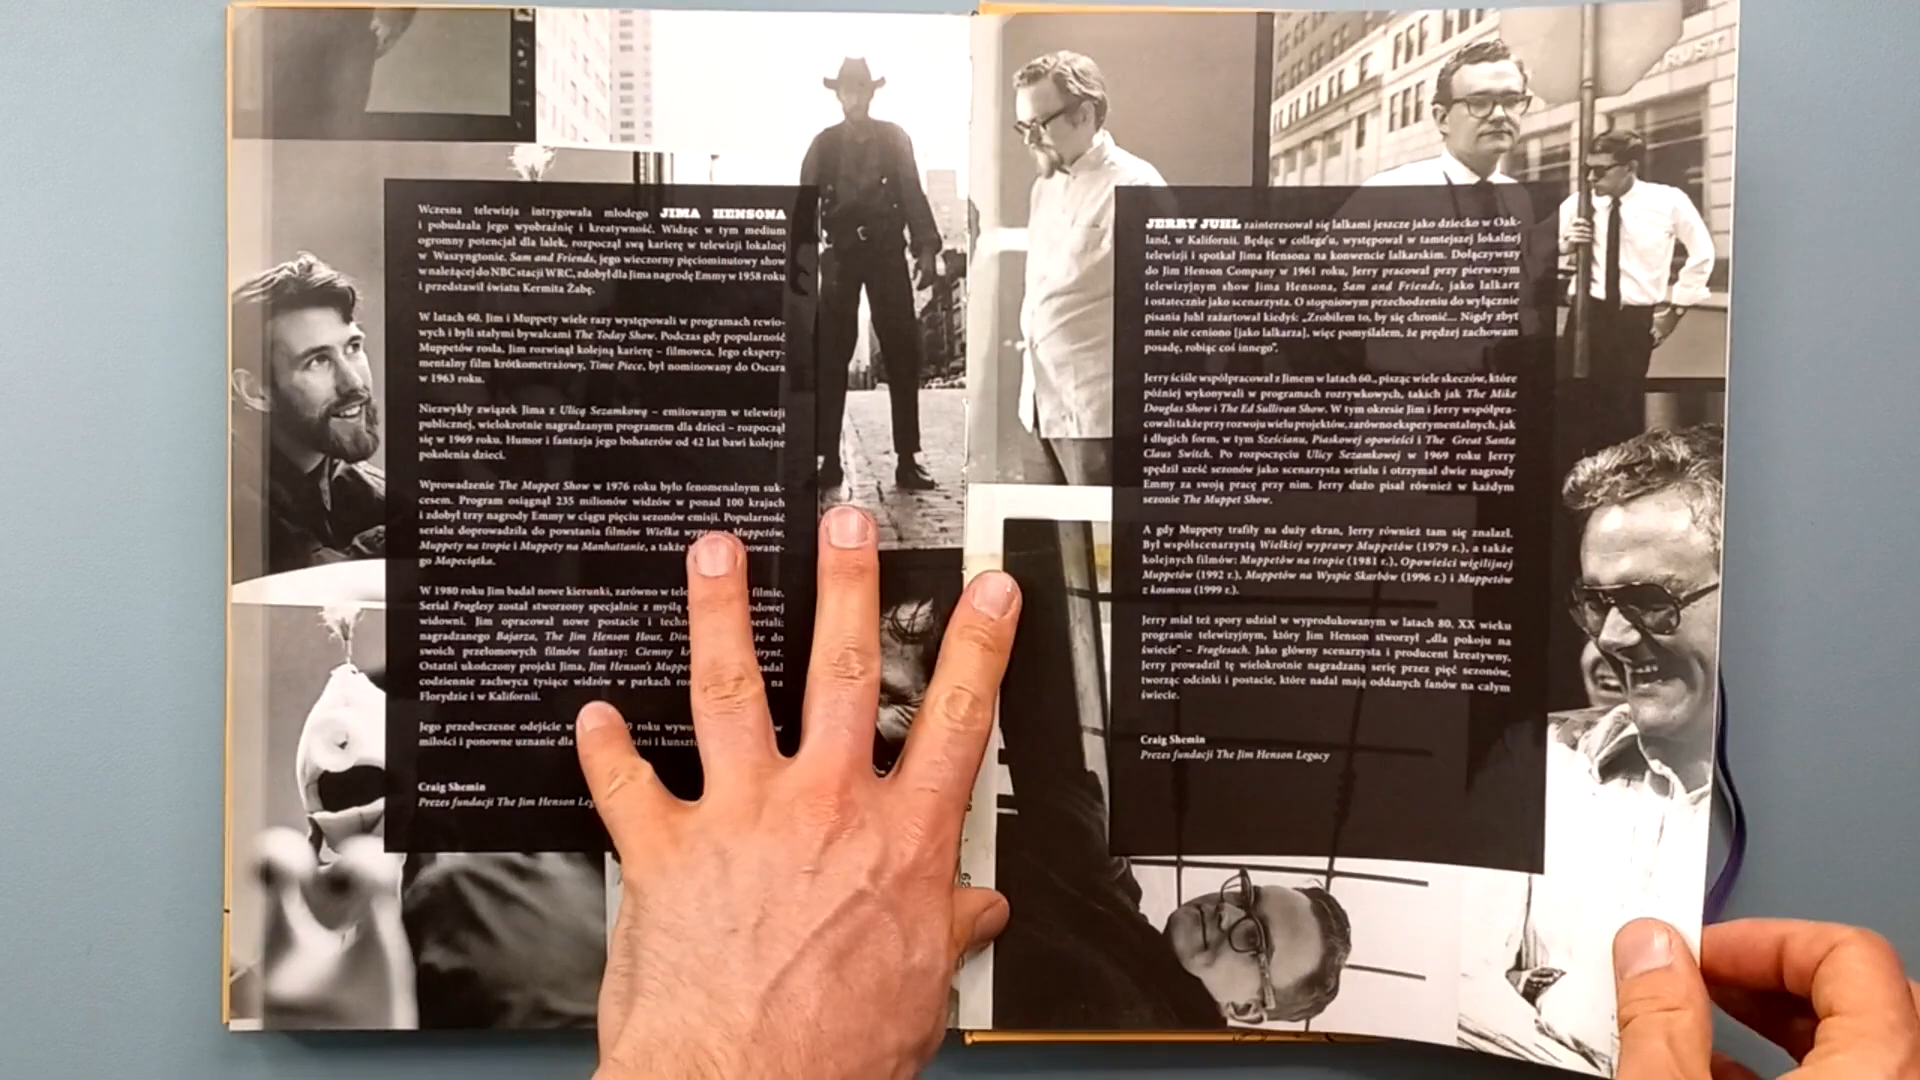 TRUST
Wczesna telewizja intrygowała młodego JIMA HENSONA
i pobudzała jego wyobraźnię i kreatywność. Widząc w tym medium
ogromny potencjał dla lalek, rozpoczął swą karierę w telewizji lokalnej
w Waszyngtonie. Sam and Friends, jego wieczorny pięciominutowy show
w należącej do NBC stacji WRC, zdobył dla Jima nagrodę Emmy w 1958 roku
i przedstawił światu Kermita Żabę.
W latach 60. Jim i Muppety wiele razy występowali w programach rewio-
wych i byli stałymi bywalcami The Today Show. Podczas gdy popularność
Muppetów rosła, Jim rozwinął kolejną karierę – filmowca. Jego ekspery-
mentalny film krótkometrażowy, Time Piece, był nominowany do Oscara
w 1963 roku.
Niezwykły związek Jima z Ulicą Sezamkową – emitowanym w telewizji
publicznej, wielokrotnie nagradzanym programem dla dzieci – rozpoczął
się w 1969 roku. Humor i fantazja jego bohaterów od 42 lat bawi kolejne
pokolenia dzieci.
Wprowadzenie The Muppet Show w 1976 roku było fenomenalnym suk-
cesem. Program osiągnął 235 milionów widzów w ponad 100 krajach
i zdobył trzy nagrody Emmy w ciągu pięciu sezonów emisji. Popularność
serialu doprowadziła do powstania filmów Wielka Muppetów,
Muppety na tropie i Muppety na Manhattanie, a także nowane-
go Mapeciątka.
W 1980 roku Jim badał nowe kierunki, zarówno w filmie.
Serial Fraglesy został stworzony specjalnie z myślą
widowni. Jim opracował nowe postacie i seriali:
nagradzanego Bajarza, The Jim Henson Hour, do
swoich przełomowych filmów fantasy: Ciemny
Ostatni ukończony projekt Jima, Jim Henson's
codziennie zachwyca tysiące widzów w parkach na
Florydzie i w Kalifornii.
Jego przedwczesne odejście w roku
miłości i ponowne uznanie dla
Craig Shemin
Prezes fundacji The Jim Henson
JERRY JUHL zainteresował się lalkami jeszcze jako dziecko w Oak-
land, w Kalifornii. Będąc w college'u, występował w tamtejszej lokalnej
telewizji i spotkał Jima Hensona na konwencie lalkarskim. Dołączywszy
do Jim Henson Company w 1961 roku, Jerry pracował przy pierwszym
telewizyjnym show Jima Hensona, Sam and Friends, jako lalkarz
i ostatecznie jako scenarzysta. O stopniowym przechodzeniu do wyłącznie
pisania Juhl zażartował kiedyś: „Zrobiłem to, by się chronić... Nigdy zbyt
mnie nie ceniono [jako lalkarza], więc pomyślałem, że prędzej zachowam
posadę, robiąc coś innego”.
Jerry ściśle współpracował z Jimem w latach 60., pisząc wiele skeczów, które
później wykonywali w programach rozrywkowych, takich jak The Mike
Douglas Show i The Ed Sullivan Show. W tym okresie Jim i Jerry współpra-
cowali także przy rozwoju wielu projektów, zarówno eksperymentalnych, jak
i długich form, w tym Sześcianu, Piaskowej opowieści i The Great Santa
Claus Switch. Po rozpoczęciu Ulicy Sezamkowej w 1969 roku Jerry
spędził sześć sezonów jako scenarzysta serialu i otrzymał dwie nagrody
Emmy za swoją pracę przy nim. Jerry dużo pisał również w każdym
sezonie The Muppet Show.
A gdy Muppety trafiły na duży ekran, Jerry również tam się znalazł.
Był współscenarzystą Wielkiej wyprawy Muppetów (1979 r.), a także
kolejnych filmów: Muppetów na tropie (1981 r.), Opowieści wigilijnej
Muppetów (1992 r.), Muppetów na Wyspie Skarbów (1996 r.) i Muppetów
z kosmosu (1999 r.).
Jerry miał też spory udział w wyprodukowanym w latach 80. XX wieku
programie telewizyjnym, który Jim Henson stworzył „dla pokoju na
świecie” – Fraglesach. Jako główny scenarzysta i producent kreatywny,
Jerry prowadził tę wielokrotnie nagradzaną serię przez pięć sezonów,
tworząc odcinki i postacie, które nadal mają oddanych fanów na całym
świecie.
Craig Shemin
Prezes fundacji The Jim Henson Legacy